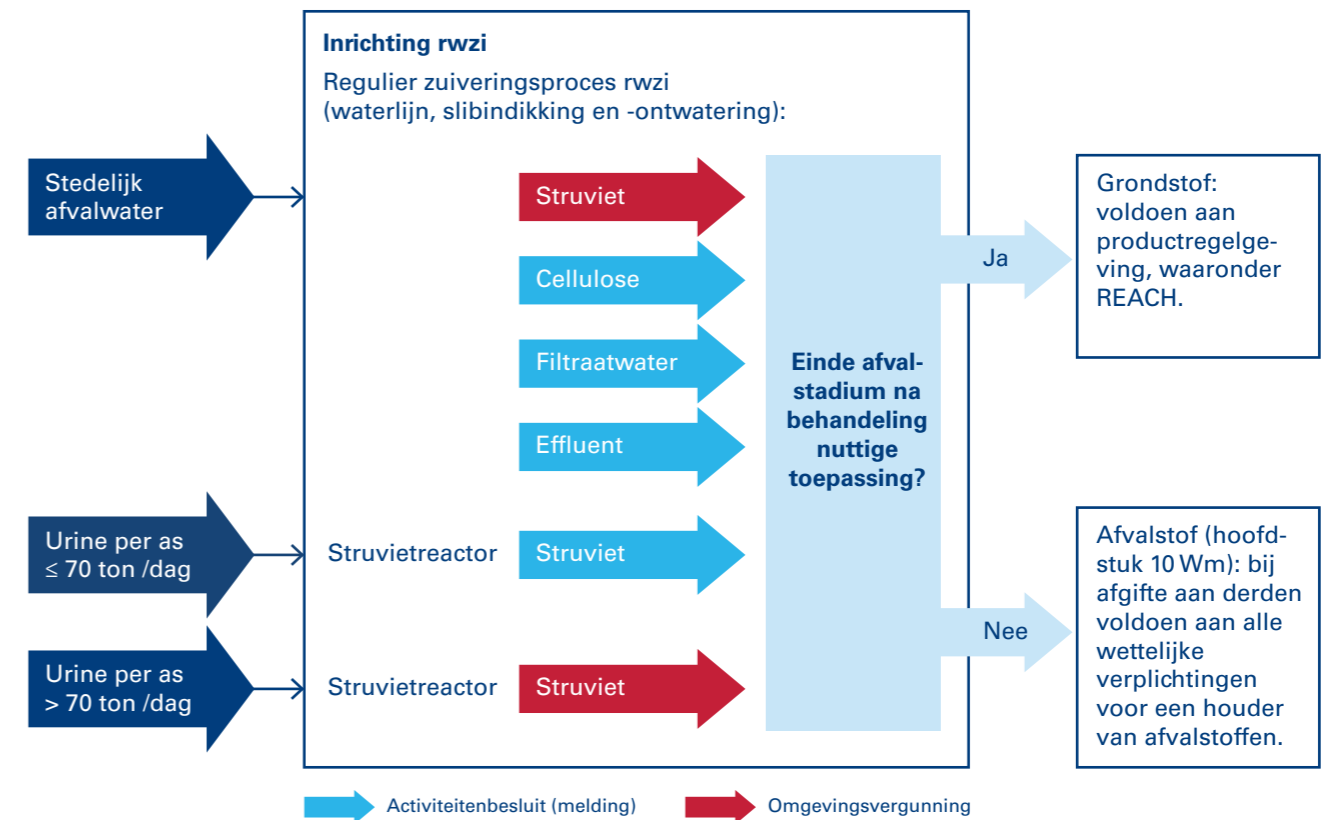 Inrichting rwzi
Regulier zuiveringsproces rwzi
(waterlijn, slibindikking en -ontwatering):
Stedelijk
afvalwater
Struviet
Cellulose
Filtraatwater
Effluent
Urine per as
≤ 70 ton /dag
Struvietreactor
Struviet
Urine per as
> 70 ton /dag
Struvietreactor
Struviet
Einde afval-
stadium na
behandeling
nuttige
toepassing?
Ja
Grondstof:
voldoen aan
productregelge-
ving, waaronder
REACH.
Nee
Afvalstof (hoofd-
stuk 10 Wm): bij
afgifte aan derden
voldoen aan alle
wettelijke
verplichtingen
voor een houder
van afvalstoffen.
Activiteitenbesluit (melding)
Omgevingsvergunning